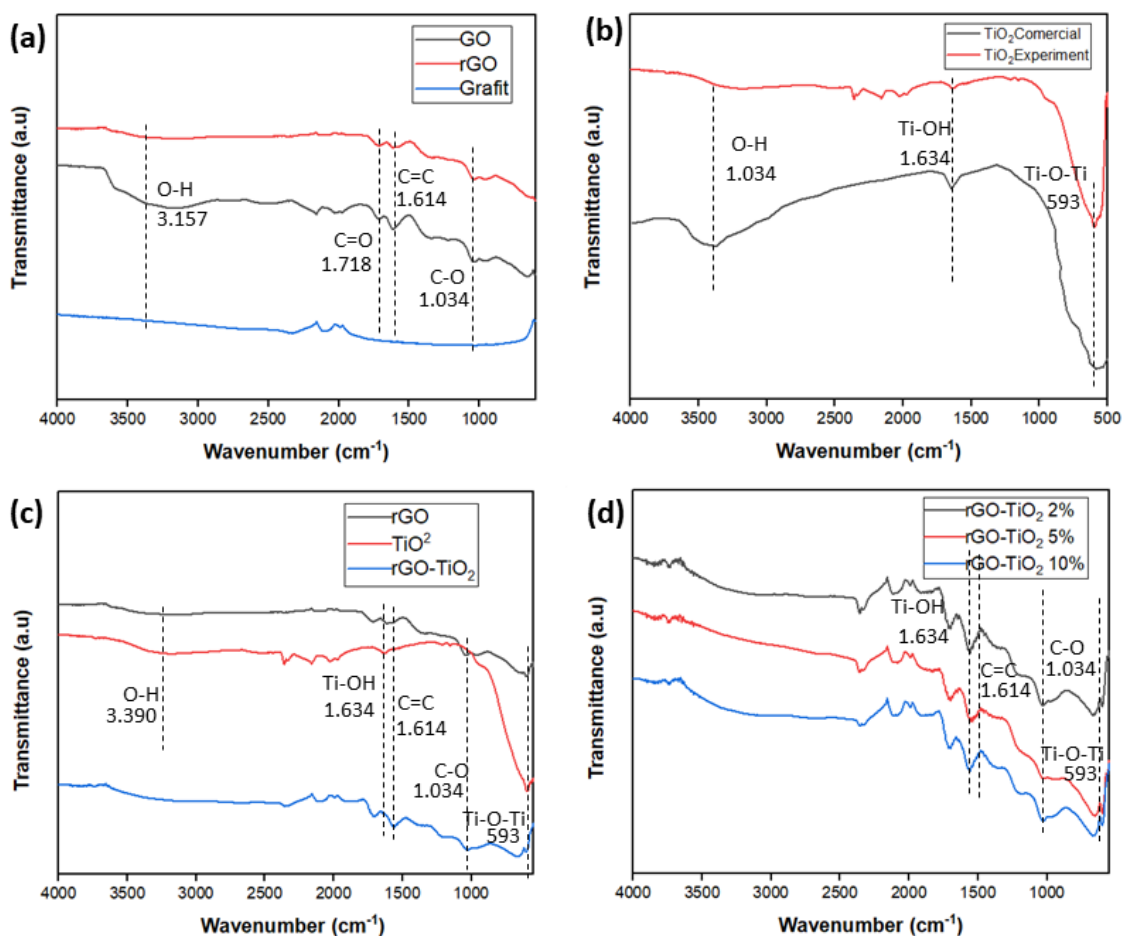 (a)
GO
rGO
Grafit
O-H
3.157
C=C
1.614
C=O
1.718
C-O
1.034
Transmittance (a.u)
4000 3500 3000 2500 2000 1500 1000
Wavenumber (cm-1)
(b)
TiO2Comercial
TiO2Experiment
O-H
1.034
Ti-OH
1.634
Ti-O-Ti
593
Transmittance (a.u)
4000 3500 3000 2500 2000 1500 1000 500
Wavenumber (cm-1)
(c)
rGO
TiO2
rGO-TiO2
O-H
3.390
Ti-OH
1.634
C=C
1.614
C-O
1.034
Ti-O-Ti
593
Transmittance (a.u)
4000 3500 3000 2500 2000 1500 1000
Wavenumber (cm-1)
(d)
rGO-TiO2 2%
rGO-TiO2 5%
rGO-TiO2 10%
Ti-OH
1.634
C=C
1.614
C-O
1.034
Ti-O-Ti
593
Transmittance (a.u)
4000 3500 3000 2500 2000 1500 1000
Wavenumber (cm-1)